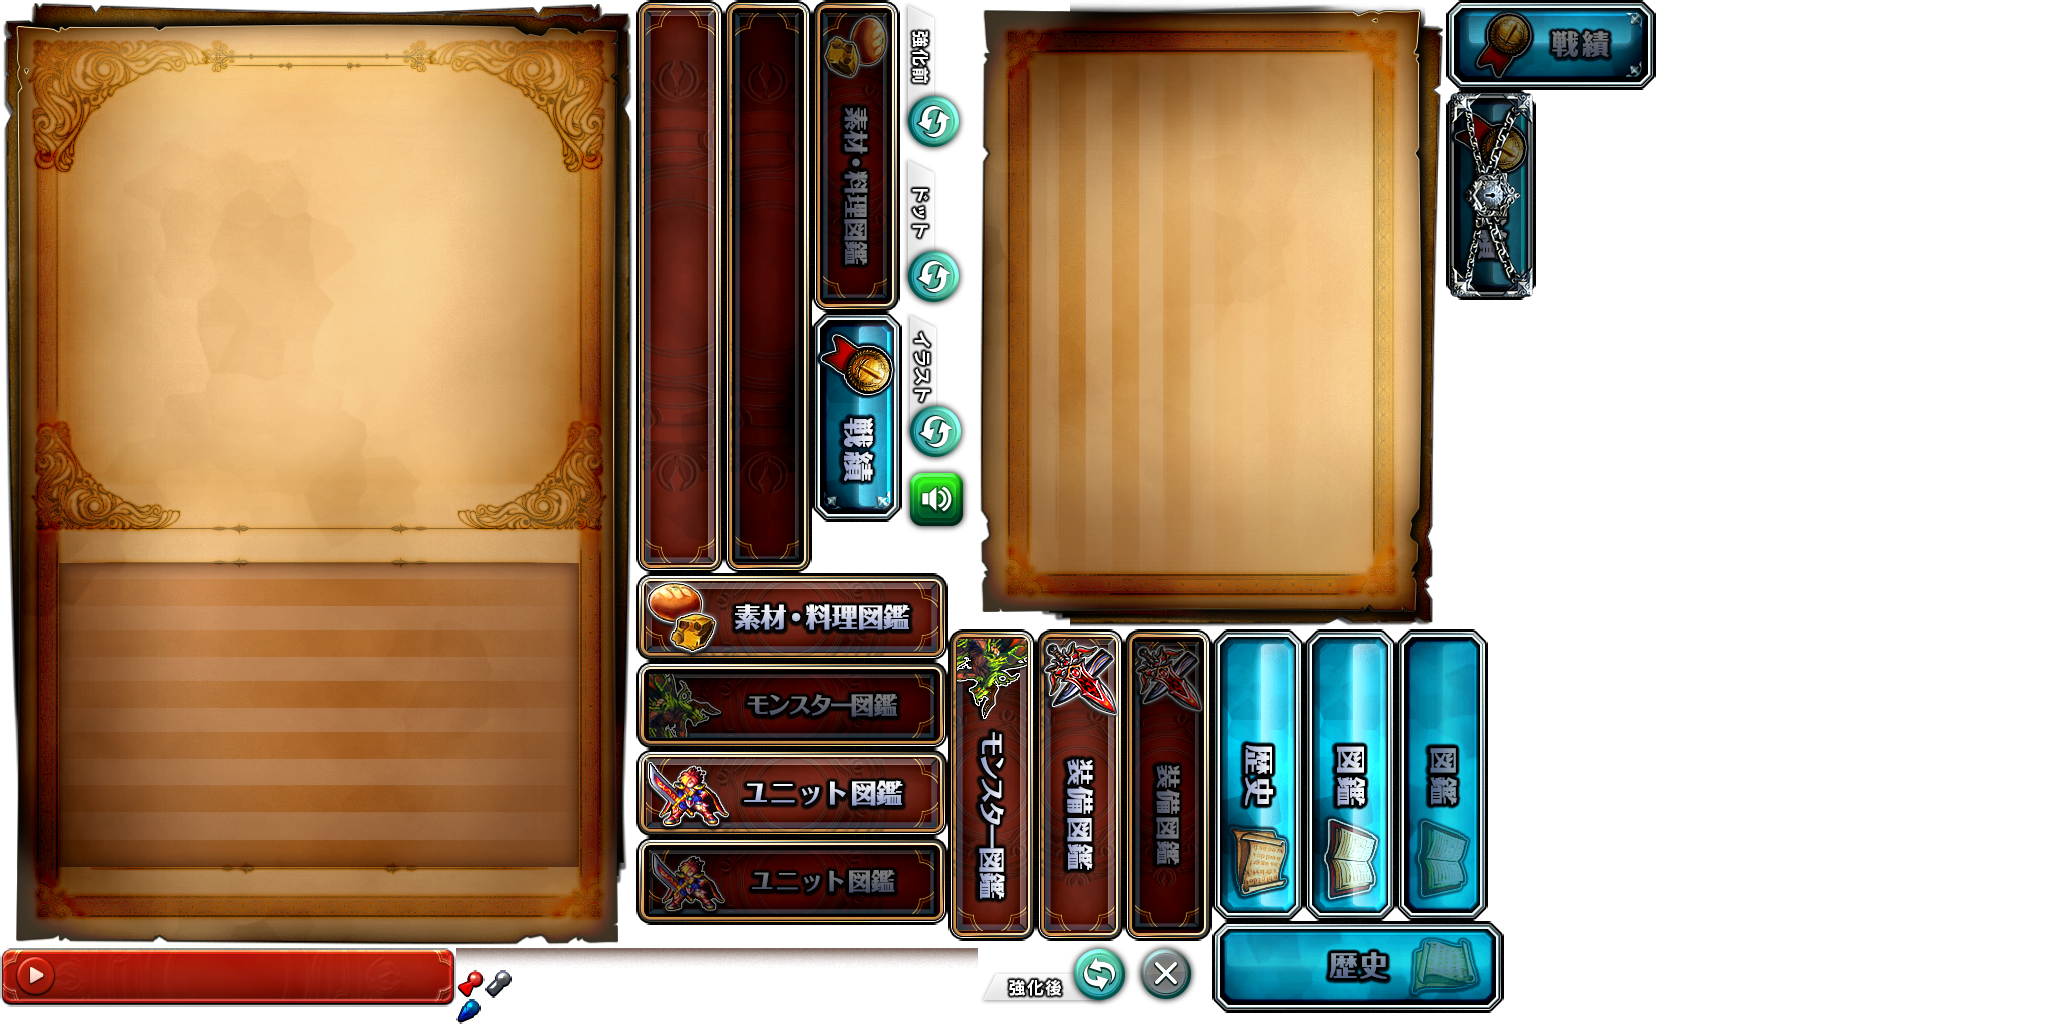 強化前
素材・料理図鑑
ドット
イラスト
戦績
戦績
績
素材・料理図鑑
モンスター図鑑
ユニット図鑑
ユニット図鑑
モンスター図鑑
装備図鑑
装備図鑑
歴史
図鑑
図鑑
歴史
強化後